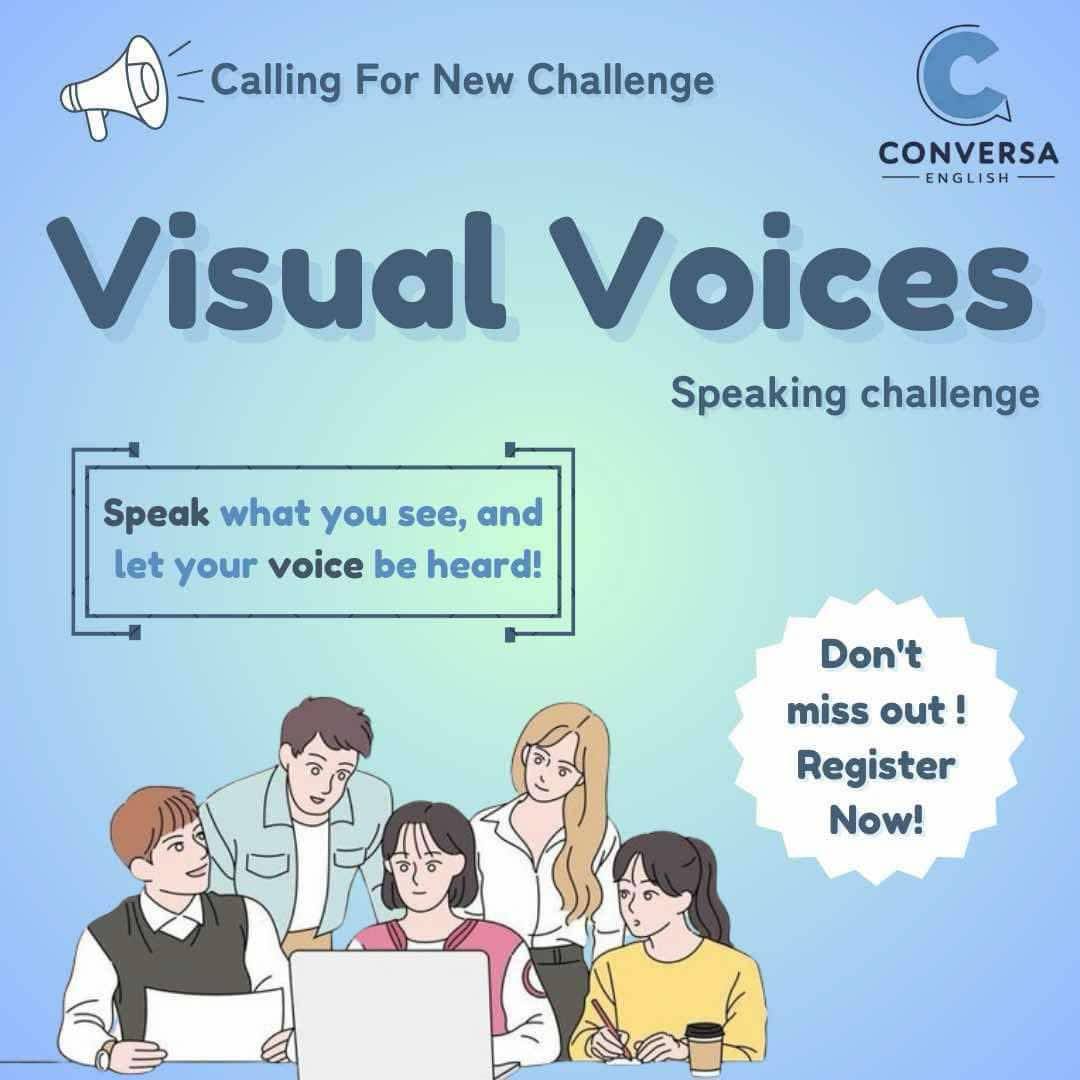 Calling For New Challenge
CONVERSA
ENGLISH
Visual Voices
Speaking challenge
Speak what you see, and
let your voice be heard!
Don't
miss out !
Register
Now!